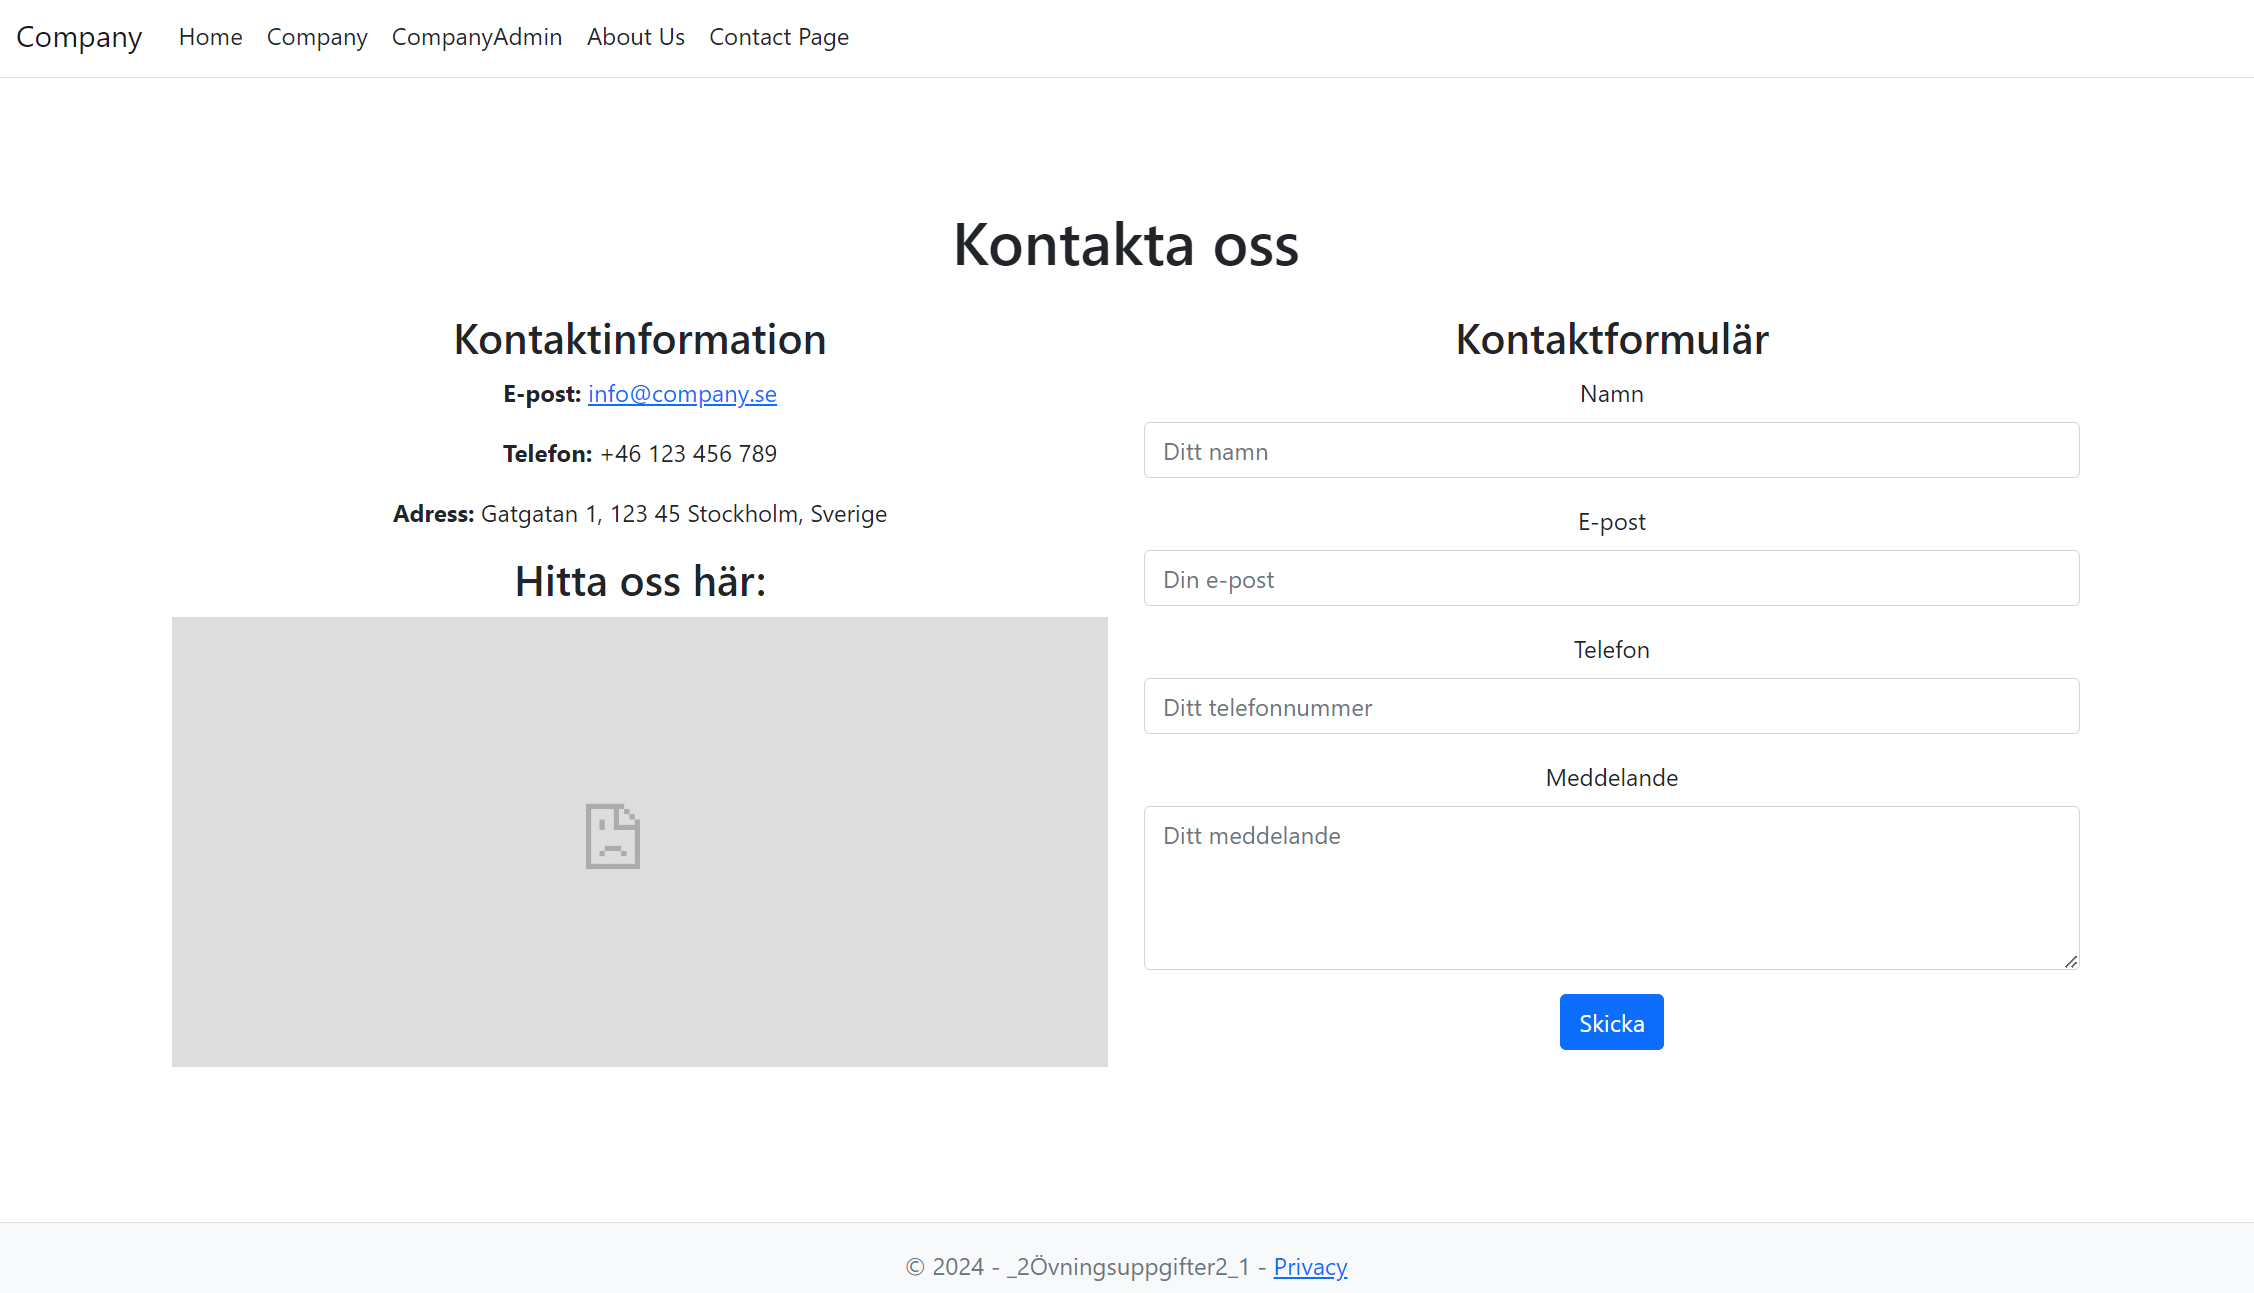 Company Home Company CompanyAdmin About Us Contact Page
Kontakta oss
Kontaktinformation
E-post: info@company.se
Telefon: +46 123 456 789
Adress: Gatgatan 1, 123 45 Stockholm, Sverige
Hitta oss här:
Kontaktformulär
Namn
Ditt namn
E-post
Din e-post
Telefon
Ditt telefonnummer
Meddelande
Ditt meddelande
Skicka
© 2024 - _2Övningsuppgifter2_1 - Privacy